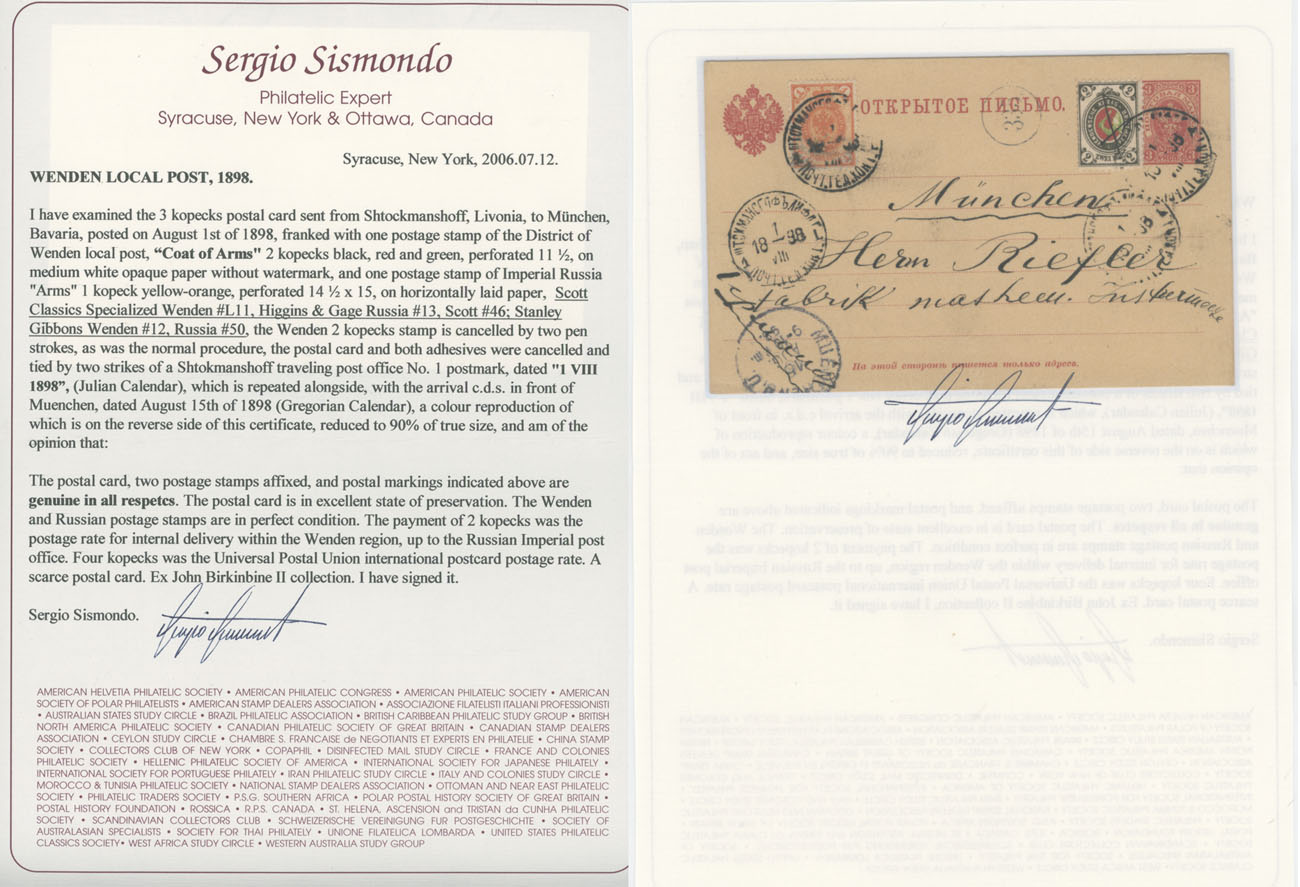 Sergio Sismondo
Philatelic Expert
Syracuse, New York & Ottawa, Canada
Syracuse, New York, 2006.07.12.
WENDEN LOCAL POST, 1898.
I have examined the 3 kopecks postal card sent from Shtockmanshoff, Livonia, to München,
Bavaria, posted on August 1st of 1898, franked with one postage stamp of the District of
Wenden local post, “Coat of Arms" 2 kopecks black, red and green, perforated 11 ½, on
medium white opaque paper without watermark, and one postage stamp of Imperial Russia
"Arms" 1 kopeck yellow-orange, perforated 14 ½ x 15, on horizontally laid paper, Scott
Classics Specialized Wenden #L11, Higgins & Gage Russia #13, Scott #46; Stanley
Gibbons Wenden #12, Russia #50, the Wenden 2 kopecks stamp is cancelled by two pen
strokes, as was the normal procedure, the postal card and both adhesives were cancelled and
tied by two strikes of a Shtokmanshoff traveling post office No. 1 postmark, dated "1 VIII
1898”, (Julian Calendar), which is repeated alongside, with the arrival c.d.s. in front of
Muenchen, dated August 15th of 1898 (Gregorian Calendar), a colour reproduction of
which is on the reverse side of this certificate, reduced to 90% of true size, and am of the
opinion that:
The postal card, two postage stamps affixed, and postal markings indicated above are
genuine in all respetcs. The postal card is in excellent state of preservation. The Wenden
and Russian postage stamps are in perfect condition. The payment of 2 kopecks was the
postage rate for internal delivery within the Wenden region, up to the Russian Imperial post
office. Four kopecks was the Universal Postal Union international postcard postage rate. A
scarce postal card. Ex John Birkinbine II collection. I have signed it.
Sergio Sismondo.
AMERICAN HELVETIA PHILATELIC SOCIETY • AMERICAN PHILATELIC CONGRESS • AMERICAN PHILATELIC SOCIETY • AMERICAN
SOCIETY OF POLAR PHILATELISTS • AMERICAN STAMP DEALERS ASSOCIATION • ASSOCIAZIONE FILATELISTI ITALIANI PROFESSIONISTI
• AUSTRALIAN STATES STUDY CIRCLE • BRAZIL PHILATELIC ASSOCIATION • BRITISH CARIBBEAN PHILATELIC STUDY GROUP • BRITISH
NORTH AMERICA PHILATELIC SOCIETY • CANADIAN PHILATELIC SOCIETY OF GREAT BRITAIN • CANADIAN STAMP DEALERS
ASSOCIATION • CEYLON STUDY CIRCLE • CHAMBRE S. FRANCAISE de NEGOTIANTS ET EXPERTS EN PHILATELIE • CHINA STAMP
SOCIETY • COLLECTORS CLUB OF NEW YORK • COPAPHIL • DISINFECTED MAIL STUDY CIRCLE • FRANCE AND COLONIES
PHILATELIC SOCIETY • HELLENIC PHILATELIC SOCIETY OF AMERICA • INTERNATIONAL SOCIETY FOR JAPANESE PHILATELY •
INTERNATIONAL SOCIETY FOR PORTUGUESE PHILATELY • IRAN PHILATELIC STUDY CIRCLE • ITALY AND COLONIES STUDY CIRCLE •
MOROCCO & TUNISIA PHILATELIC SOCIETY • NATIONAL STAMP DEALERS ASSOCIATION • OTTOMAN AND NEAR EAST PHILATELIC
SOCIETY • PHILATELIC TRADERS SOCIETY • P.S.G. SOUTHERN AFRICA • POLAR POSTAL HISTORY SOCIETY OF GREAT BRITAIN •
POSTAL HISTORY FOUNDATION • ROSSICA • R.P.S. CANADA • ST. HELENA, ASCENSION and TRISTAN da CUNHA PHILATELIC
SOCIETY • SCANDINAVIAN COLLECTORS CLUB • SCHWEIZERISCHE VEREINIGUNG FUR POSTGESCHICHTE • SOCIETY OF
AUSTRALASIAN SPECIALISTS • SOCIETY FOR THAI PHILATELY • UNIONE FILATELICA LOMBARDA • UNITED STATES PHILATELIC
CLASSICS SOCIETY• WEST AFRICA STUDY CIRCLE • WESTERN AUSTRALIA STUDY GROUP
ОТКРЫТОЕ ПИСЬМО.
München
1
18 98
VIII
Herrn Riefler
Fabrik mathem.
На этой сторонѣ пишется только адресъ.